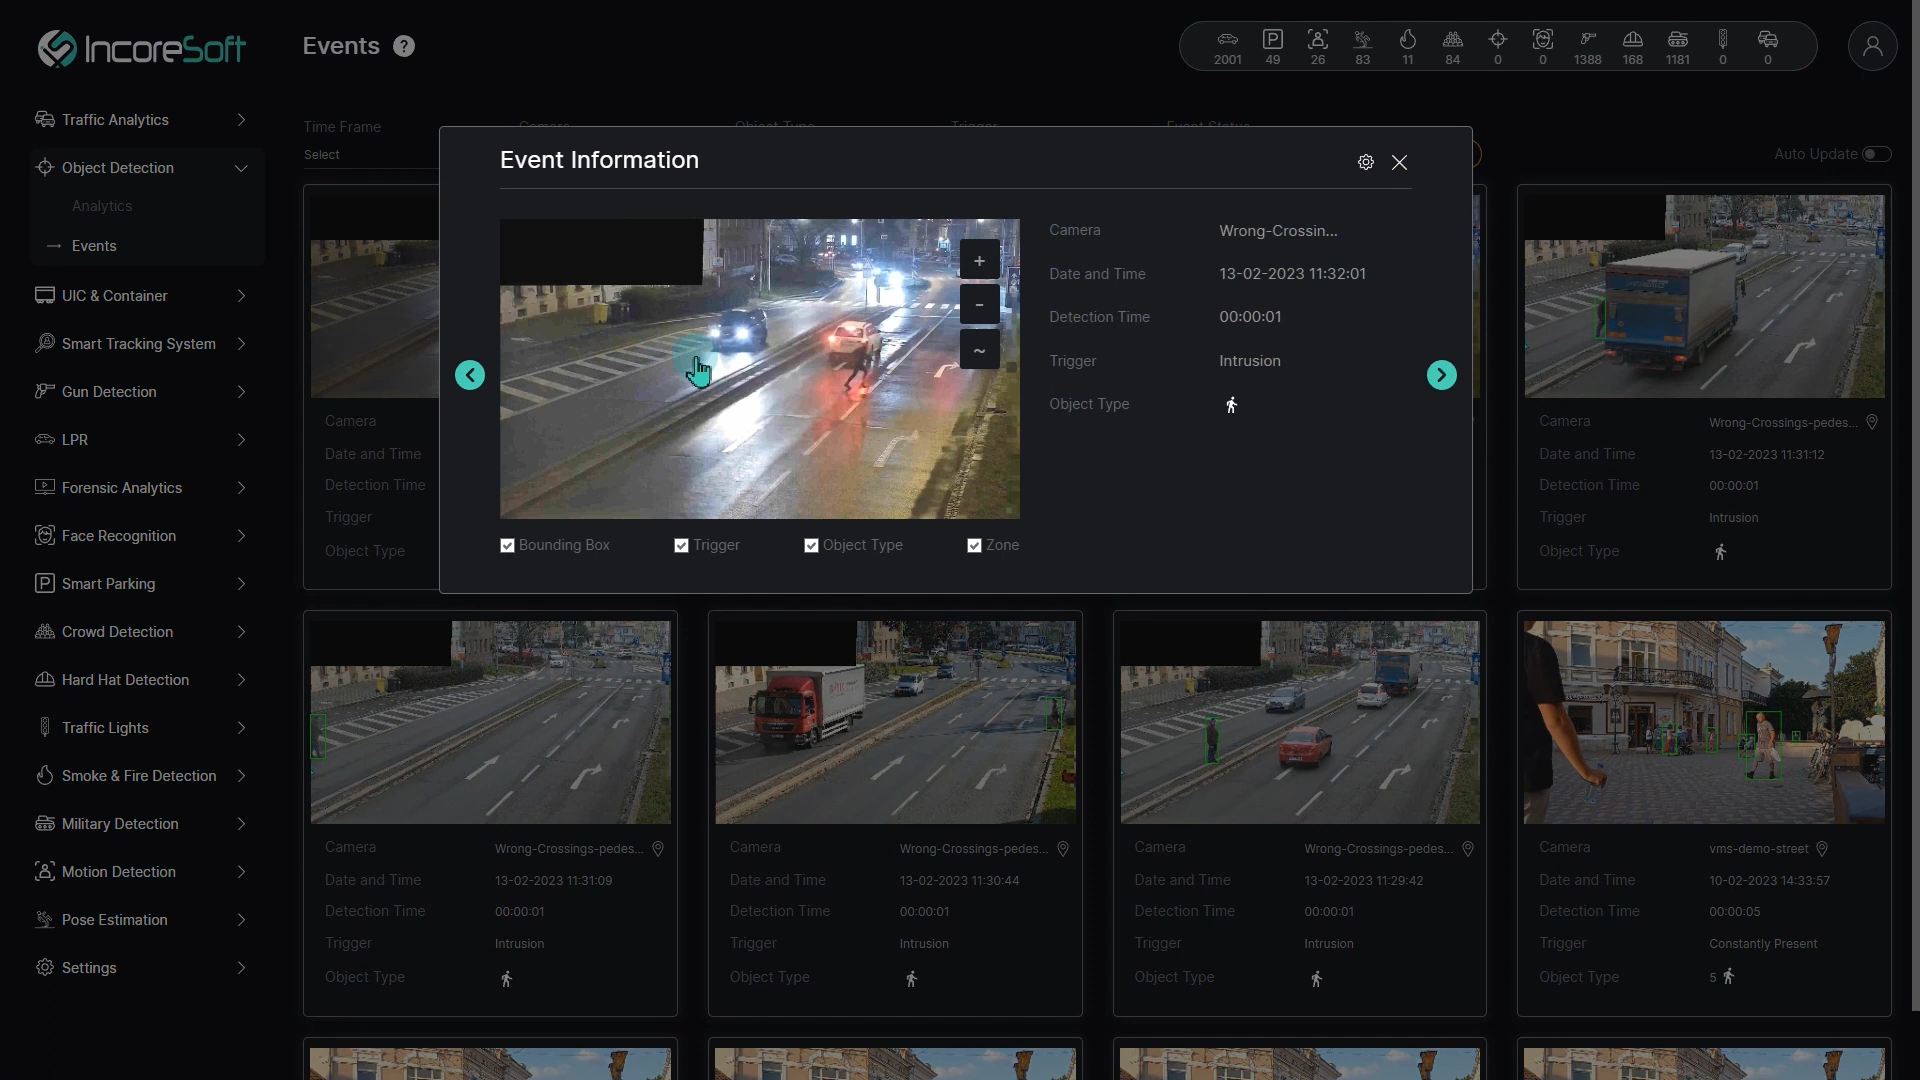 IncoreSoft
Events ?
2001 49 26 83 11 84 0 0 1388 168 1181 0 0
Traffic Analytics
Object Detection
Analytics
Events
UIC & Container
Smart Tracking System
Gun Detection
LPR
Forensic Analytics
Face Recognition
Smart Parking
Crowd Detection
Hard Hat Detection
Traffic Lights
Smoke & Fire Detection
Military Detection
Motion Detection
Pose Estimation
Settings
Time Frame Camera Object Type Trigger Event Status
Select
Auto Update
Event Information
Camera Wrong-Crossin...
Date and Time 13-02-2023 11:32:01
Detection Time 00:00:01
Trigger Intrusion
Object Type
+
-
~
Bounding Box Trigger Object Type Zone
Camera
Date and Time
Detection Time
Trigger
Object Type
Camera Wrong-Crossings-pedes...
Date and Time 13-02-2023 11:31:12
Detection Time 00:00:01
Trigger Intrusion
Object Type
Camera Wrong-Crossings-pedes...
Date and Time 13-02-2023 11:31:09
Detection Time 00:00:01
Trigger Intrusion
Object Type
Camera Wrong-Crossings-pedes...
Date and Time 13-02-2023 11:30:44
Detection Time 00:00:01
Trigger Intrusion
Object Type
Camera Wrong-Crossings-pedes...
Date and Time 13-02-2023 11:29:42
Detection Time 00:00:01
Trigger Intrusion
Object Type
Camera vms-demo-street
Date and Time 10-02-2023 14:33:57
Detection Time 00:00:05
Trigger Constantly Present
Object Type 5